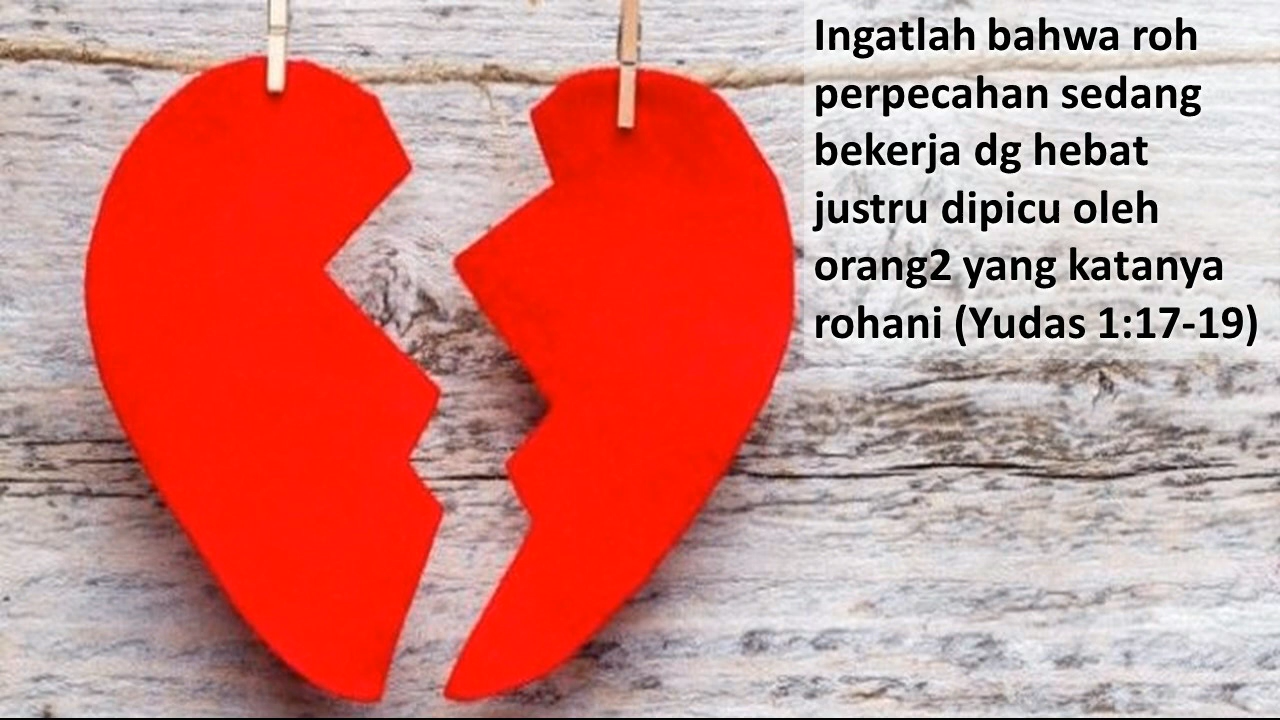 Ingatlah bahwa roh
perpecahan sedang
bekerja dg hebat
justru dipicu oleh
orang2 yang katanya
rohani (Yudas 1:17-19)